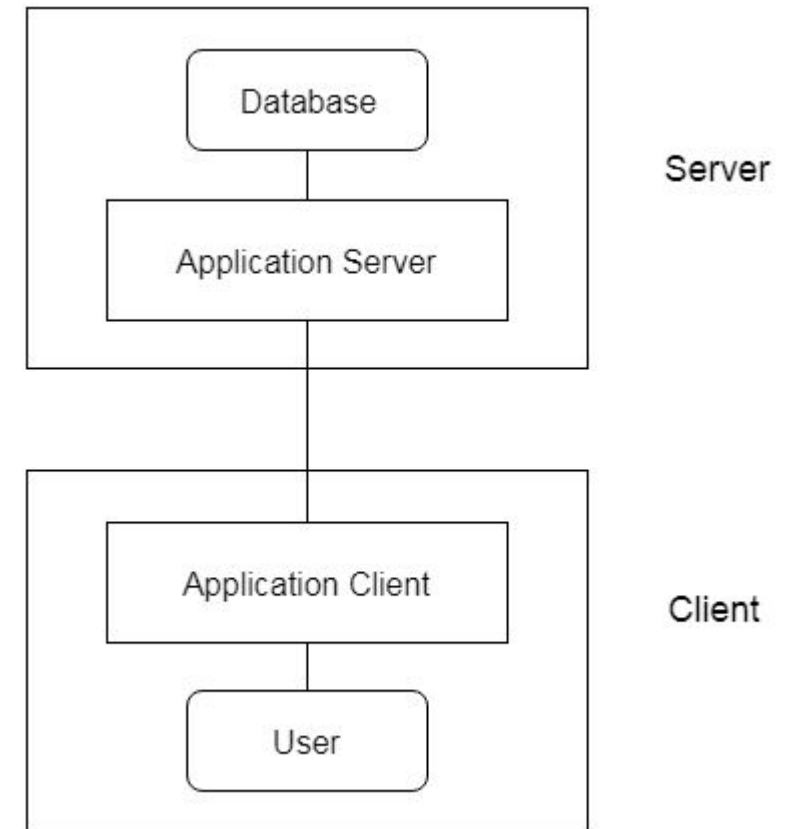 Database
Server
Application Server
Application Client
Client
User